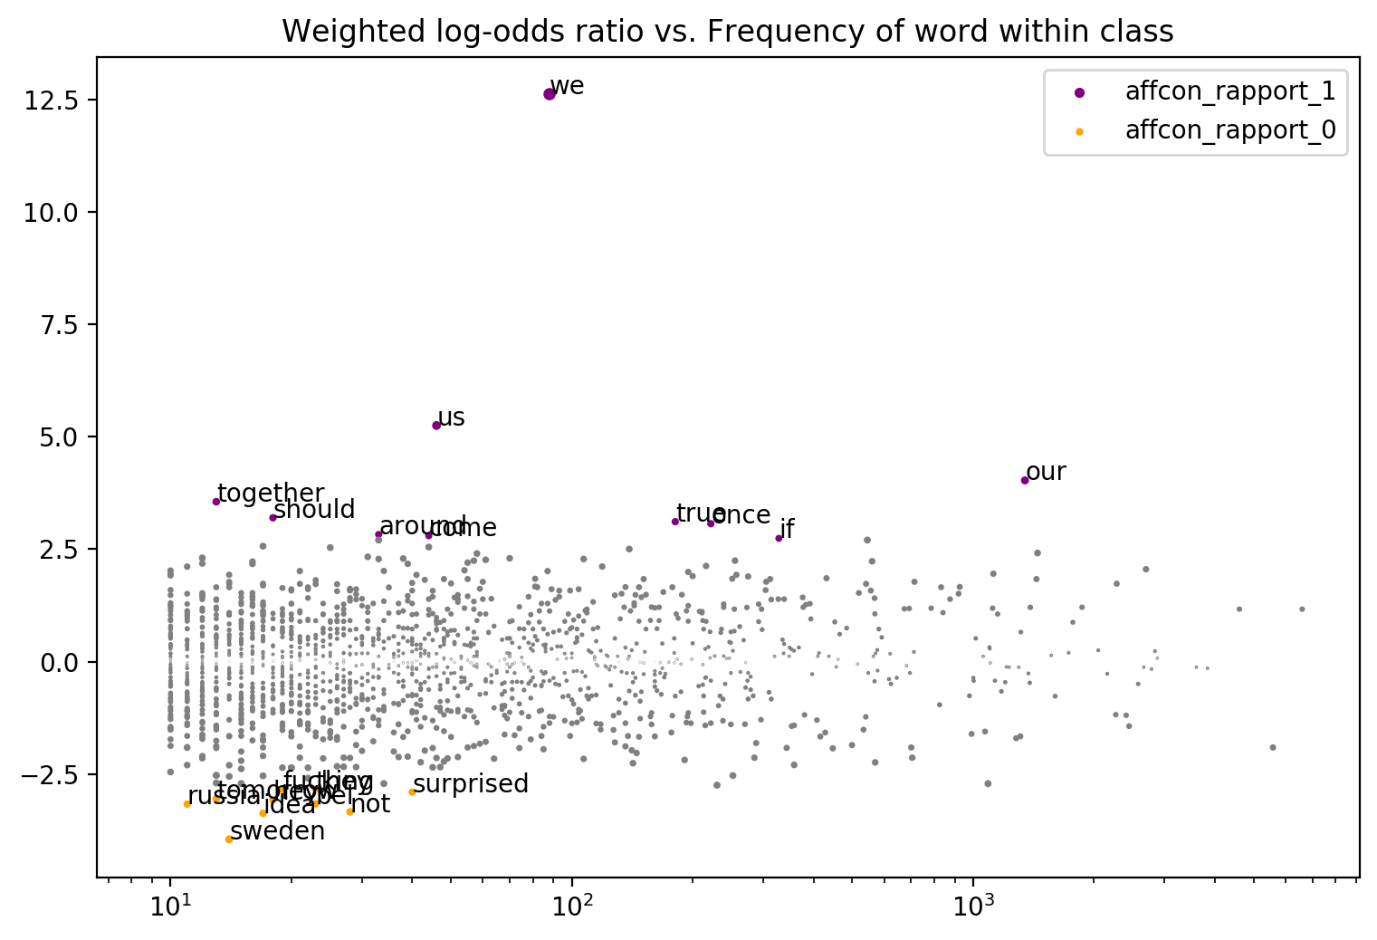 Weighted log-odds ratio vs. Frequency of word within class
affcon_rapport_1
affcon_rapport_0
12.5
10.0
7.5
5.0
2.5
0.0
−2.5
we
us
our
together
should
true
once
around
come
if
surprised
russia
idea
not
sweden
10¹
10²
10³